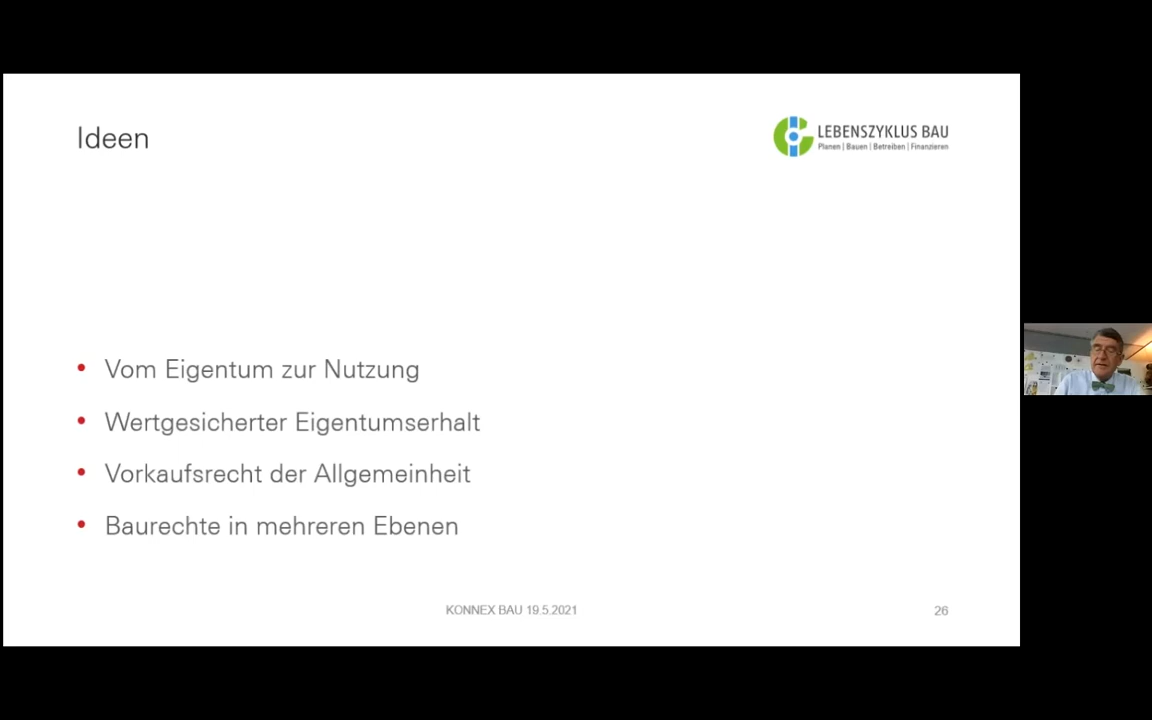 Ideen
LEBENSZYKLUS BAU
Planen | Bauen | Betreiben | Finanzieren
• Vom Eigentum zur Nutzung
• Wertgesicherter Eigentumserhalt
• Vorkaufsrecht der Allgemeinheit
• Baurechte in mehreren Ebenen
KONNEX BAU 19.5.2021
26